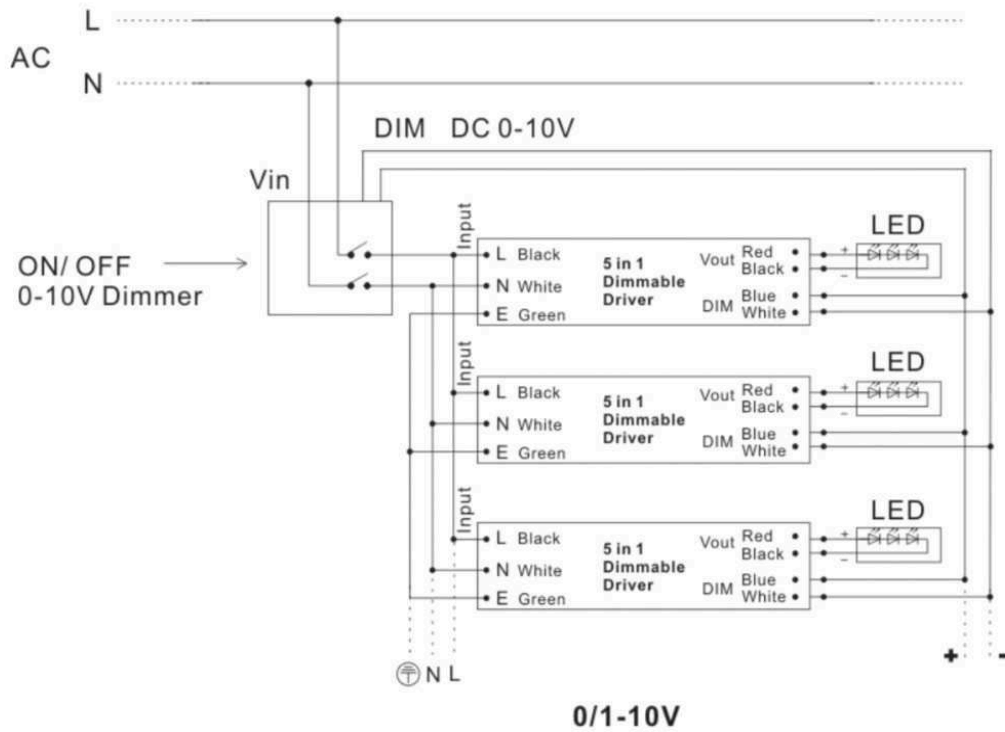 L
AC
N
DIM DC 0-10V
Vin
ON/ OFF
0-10V Dimmer
Input
L Black
N White
E Green
5 in 1
Dimmable
Driver
Vout Red
Black
DIM Blue
White
LED
+
–
Input
L Black
N White
E Green
5 in 1
Dimmable
Driver
Vout Red
Black
DIM Blue
White
LED
+
–
Input
L Black
N White
E Green
5 in 1
Dimmable
Driver
Vout Red
Black
DIM Blue
White
LED
+
–
N L
+ -
0/1-10V